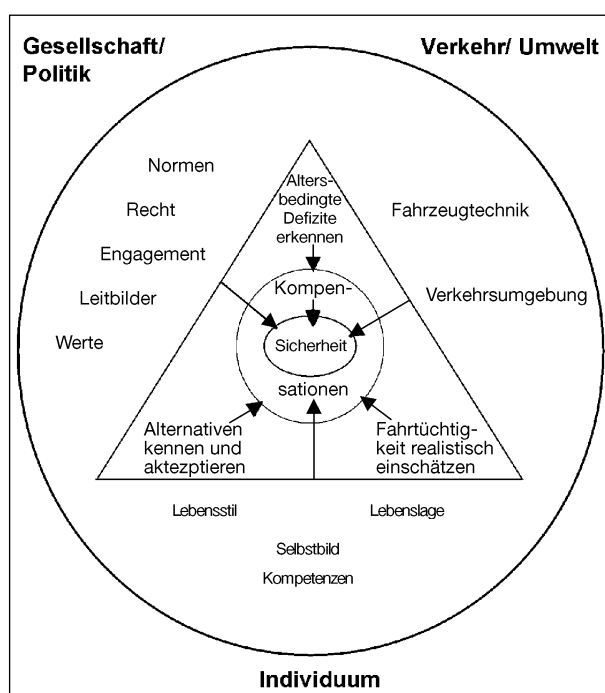 Gesellschaft/
Politik
Verkehr/ Umwelt
Normen
Recht
Engagement
Leitbilder
Werte
Alters-
bedingte
Defizite
erkennen
Fahrzeugtechnik
Verkehrsumgebung
Kompen-
Sicherheit
sationen
Alternativen
kennen und
aktezptieren
Fahrtüchtig-
keit realistisch
einschätzen
Lebensstil
Lebenslage
Selbstbild
Kompetenzen
Individuum